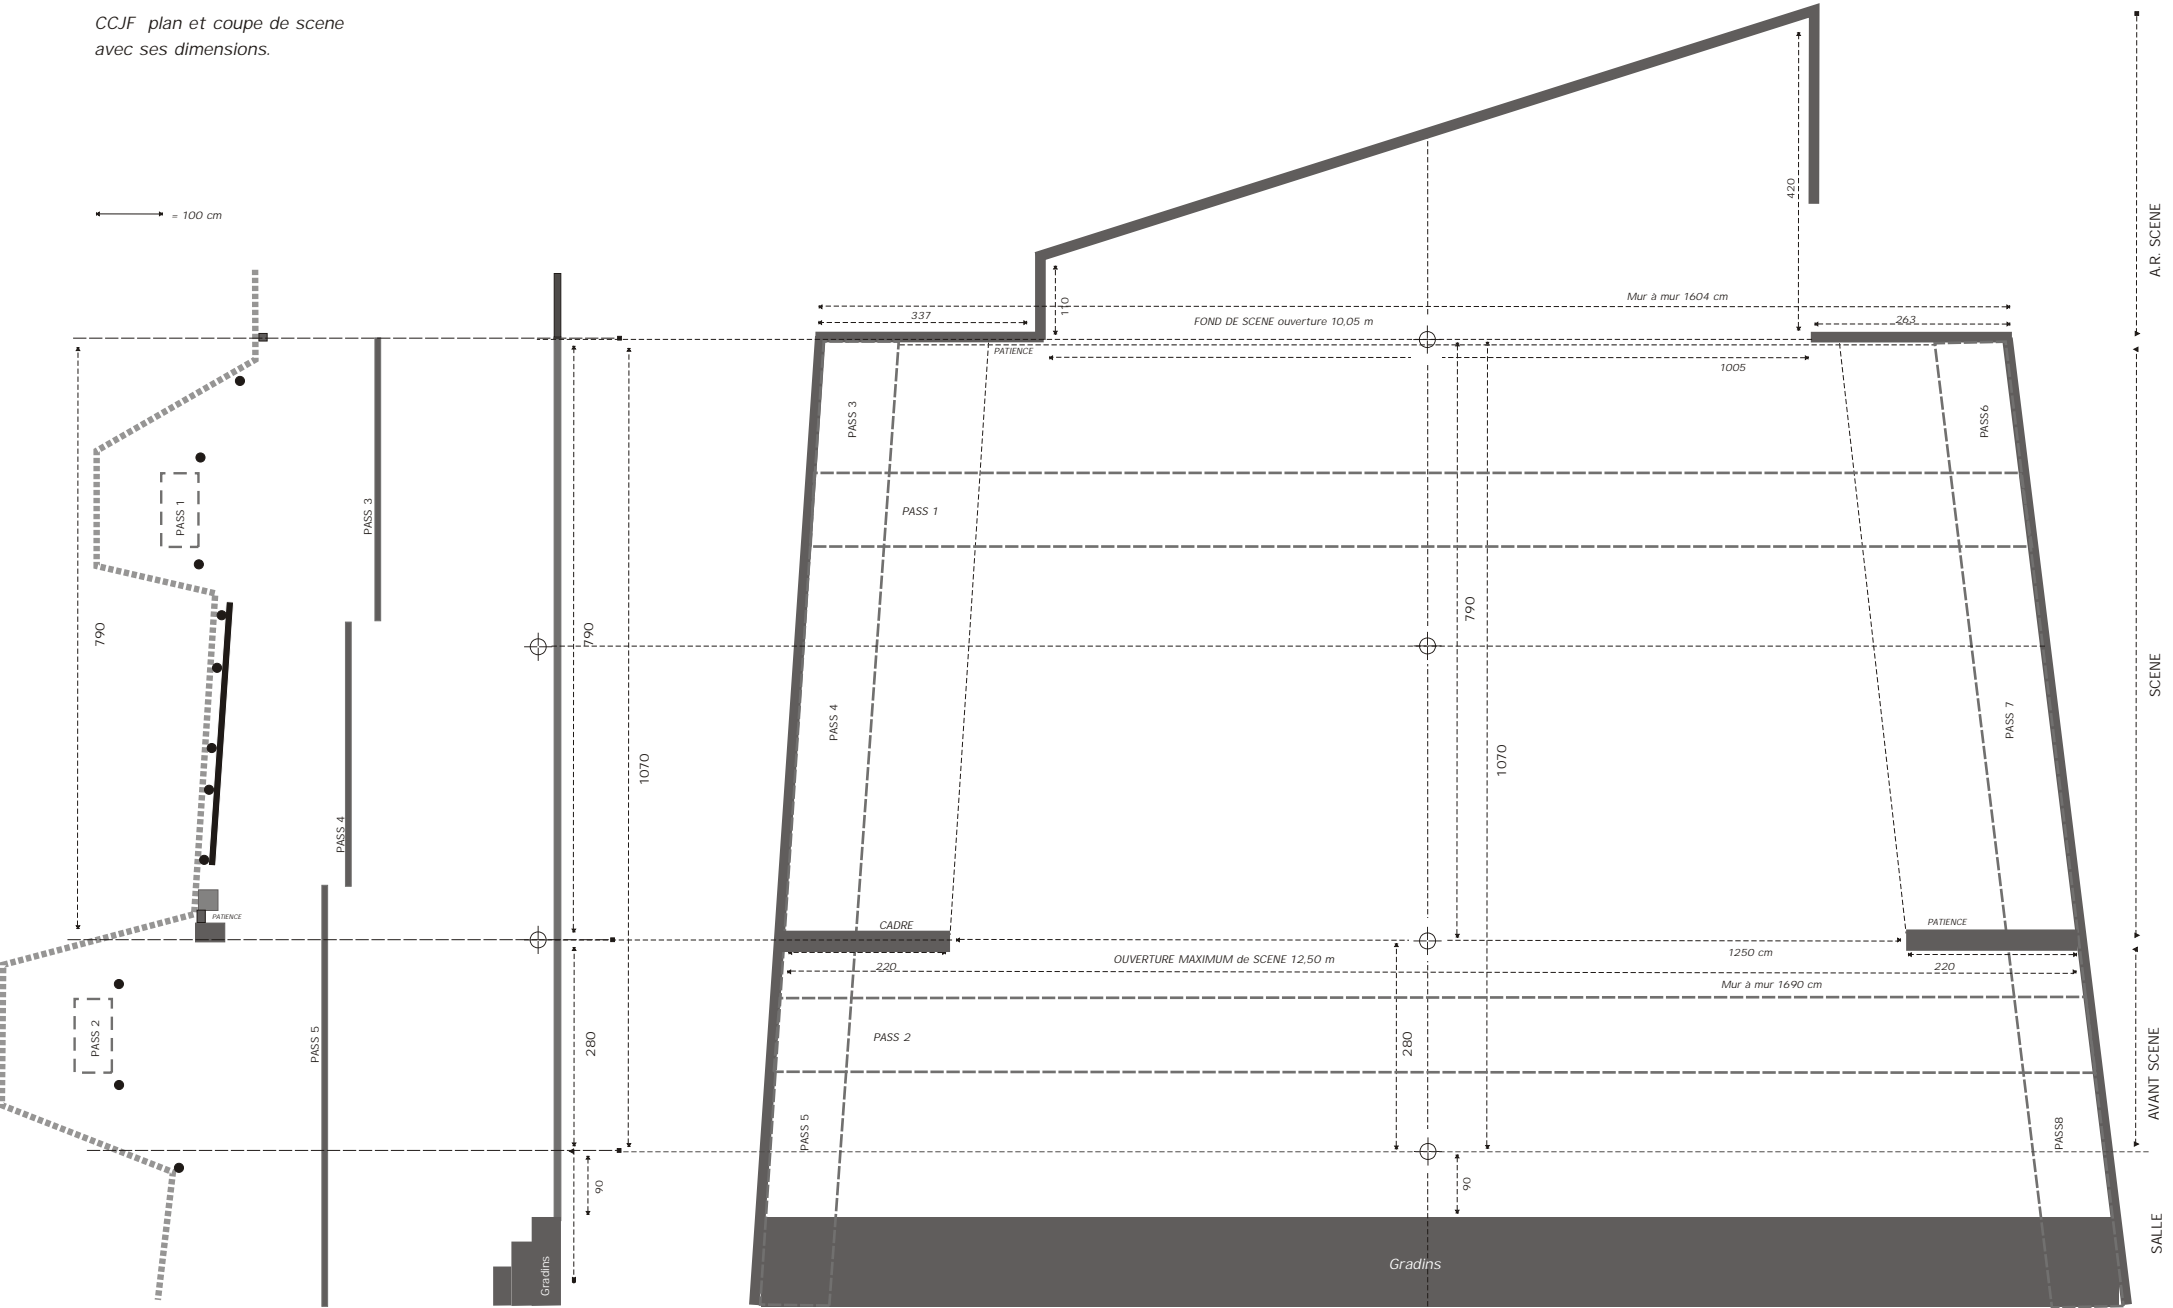 CCJF plan et coupe de scene
avec ses dimensions.
= 100 cm
420
A.R. SCENE
110
Mur à mur 1604 cm
337
FOND DE SCENE ouverture 10,05 m
263
PATIENCE
1005
PASS 3
PASS6
PASS 1
PASS 3
PASS 1
790
790
790
SCENE
PASS 4
PASS 7
1070
1070
PASS 4
PATIENCE
CADRE
PATIENCE
220
OUVERTURE MAXIMUM de SCENE 12,50 m
1250 cm
220
Mur à mur 1690 cm
PASS 2
PASS 5
280
PASS 2
280
AVANT SCENE
PASS 5
PASS8
90
90
SALLE
Gradins
Gradins